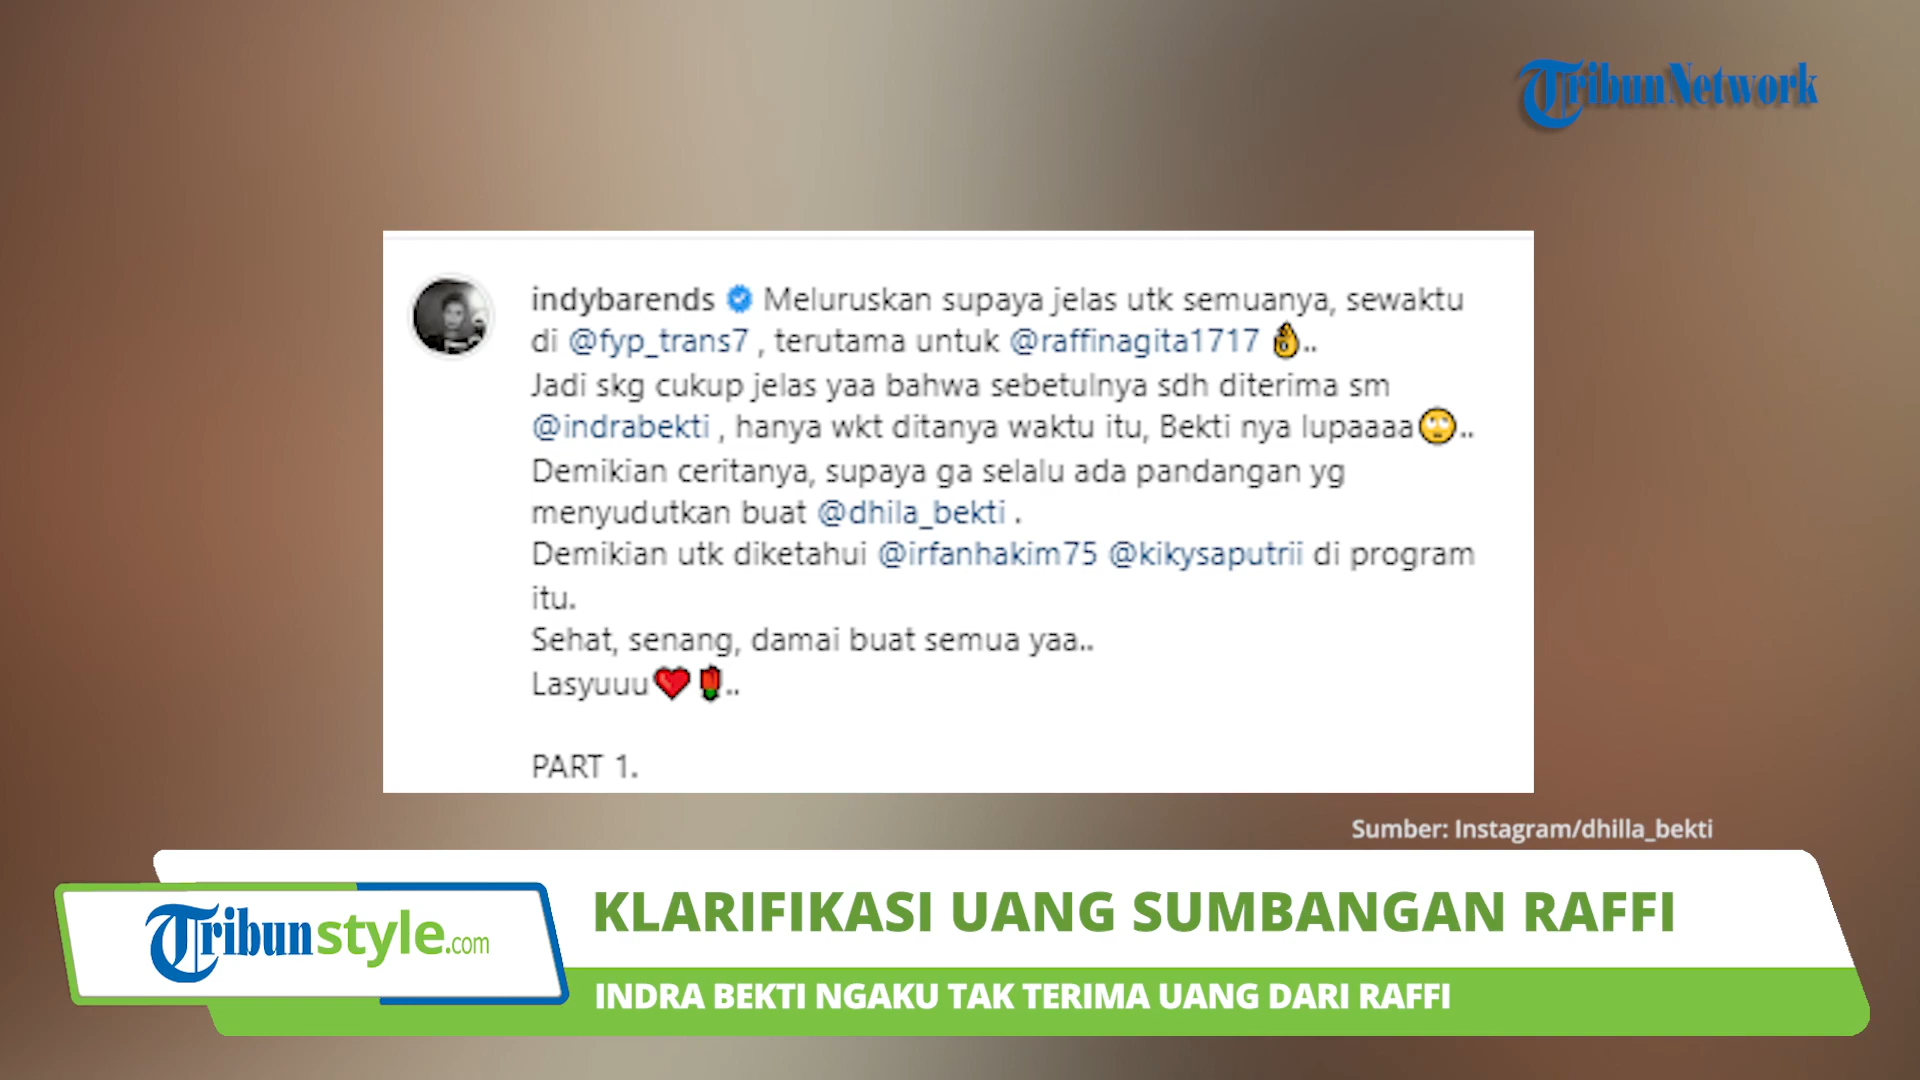 TribunNetwork
indybarends Meluruskan supaya jelas utk semuanya, sewaktu
di @fyp_trans7 , terutama untuk @raffinagita1717 👌..
Jadi skg cukup jelas yaa bahwa sebetulnya sdh diterima sm
@indrabekti , hanya wkt ditanya waktu itu, Bekti nya lupaaaa🙄..
Demikian ceritanya, supaya ga selalu ada pandangan yg
menyudutkan buat @dhila_bekti .
Demikian utk diketahui @irfanhakim75 @kikysaputrii di program
itu.
Sehat, senang, damai buat semua yaa..
Lasyuuu❤️🌹..
PART 1.
Sumber: Instagram/dhilla_bekti
Tribunstyle.com
KLARIFIKASI UANG SUMBANGAN RAFFI
INDRA BEKTI NGAKU TAK TERIMA UANG DARI RAFFI